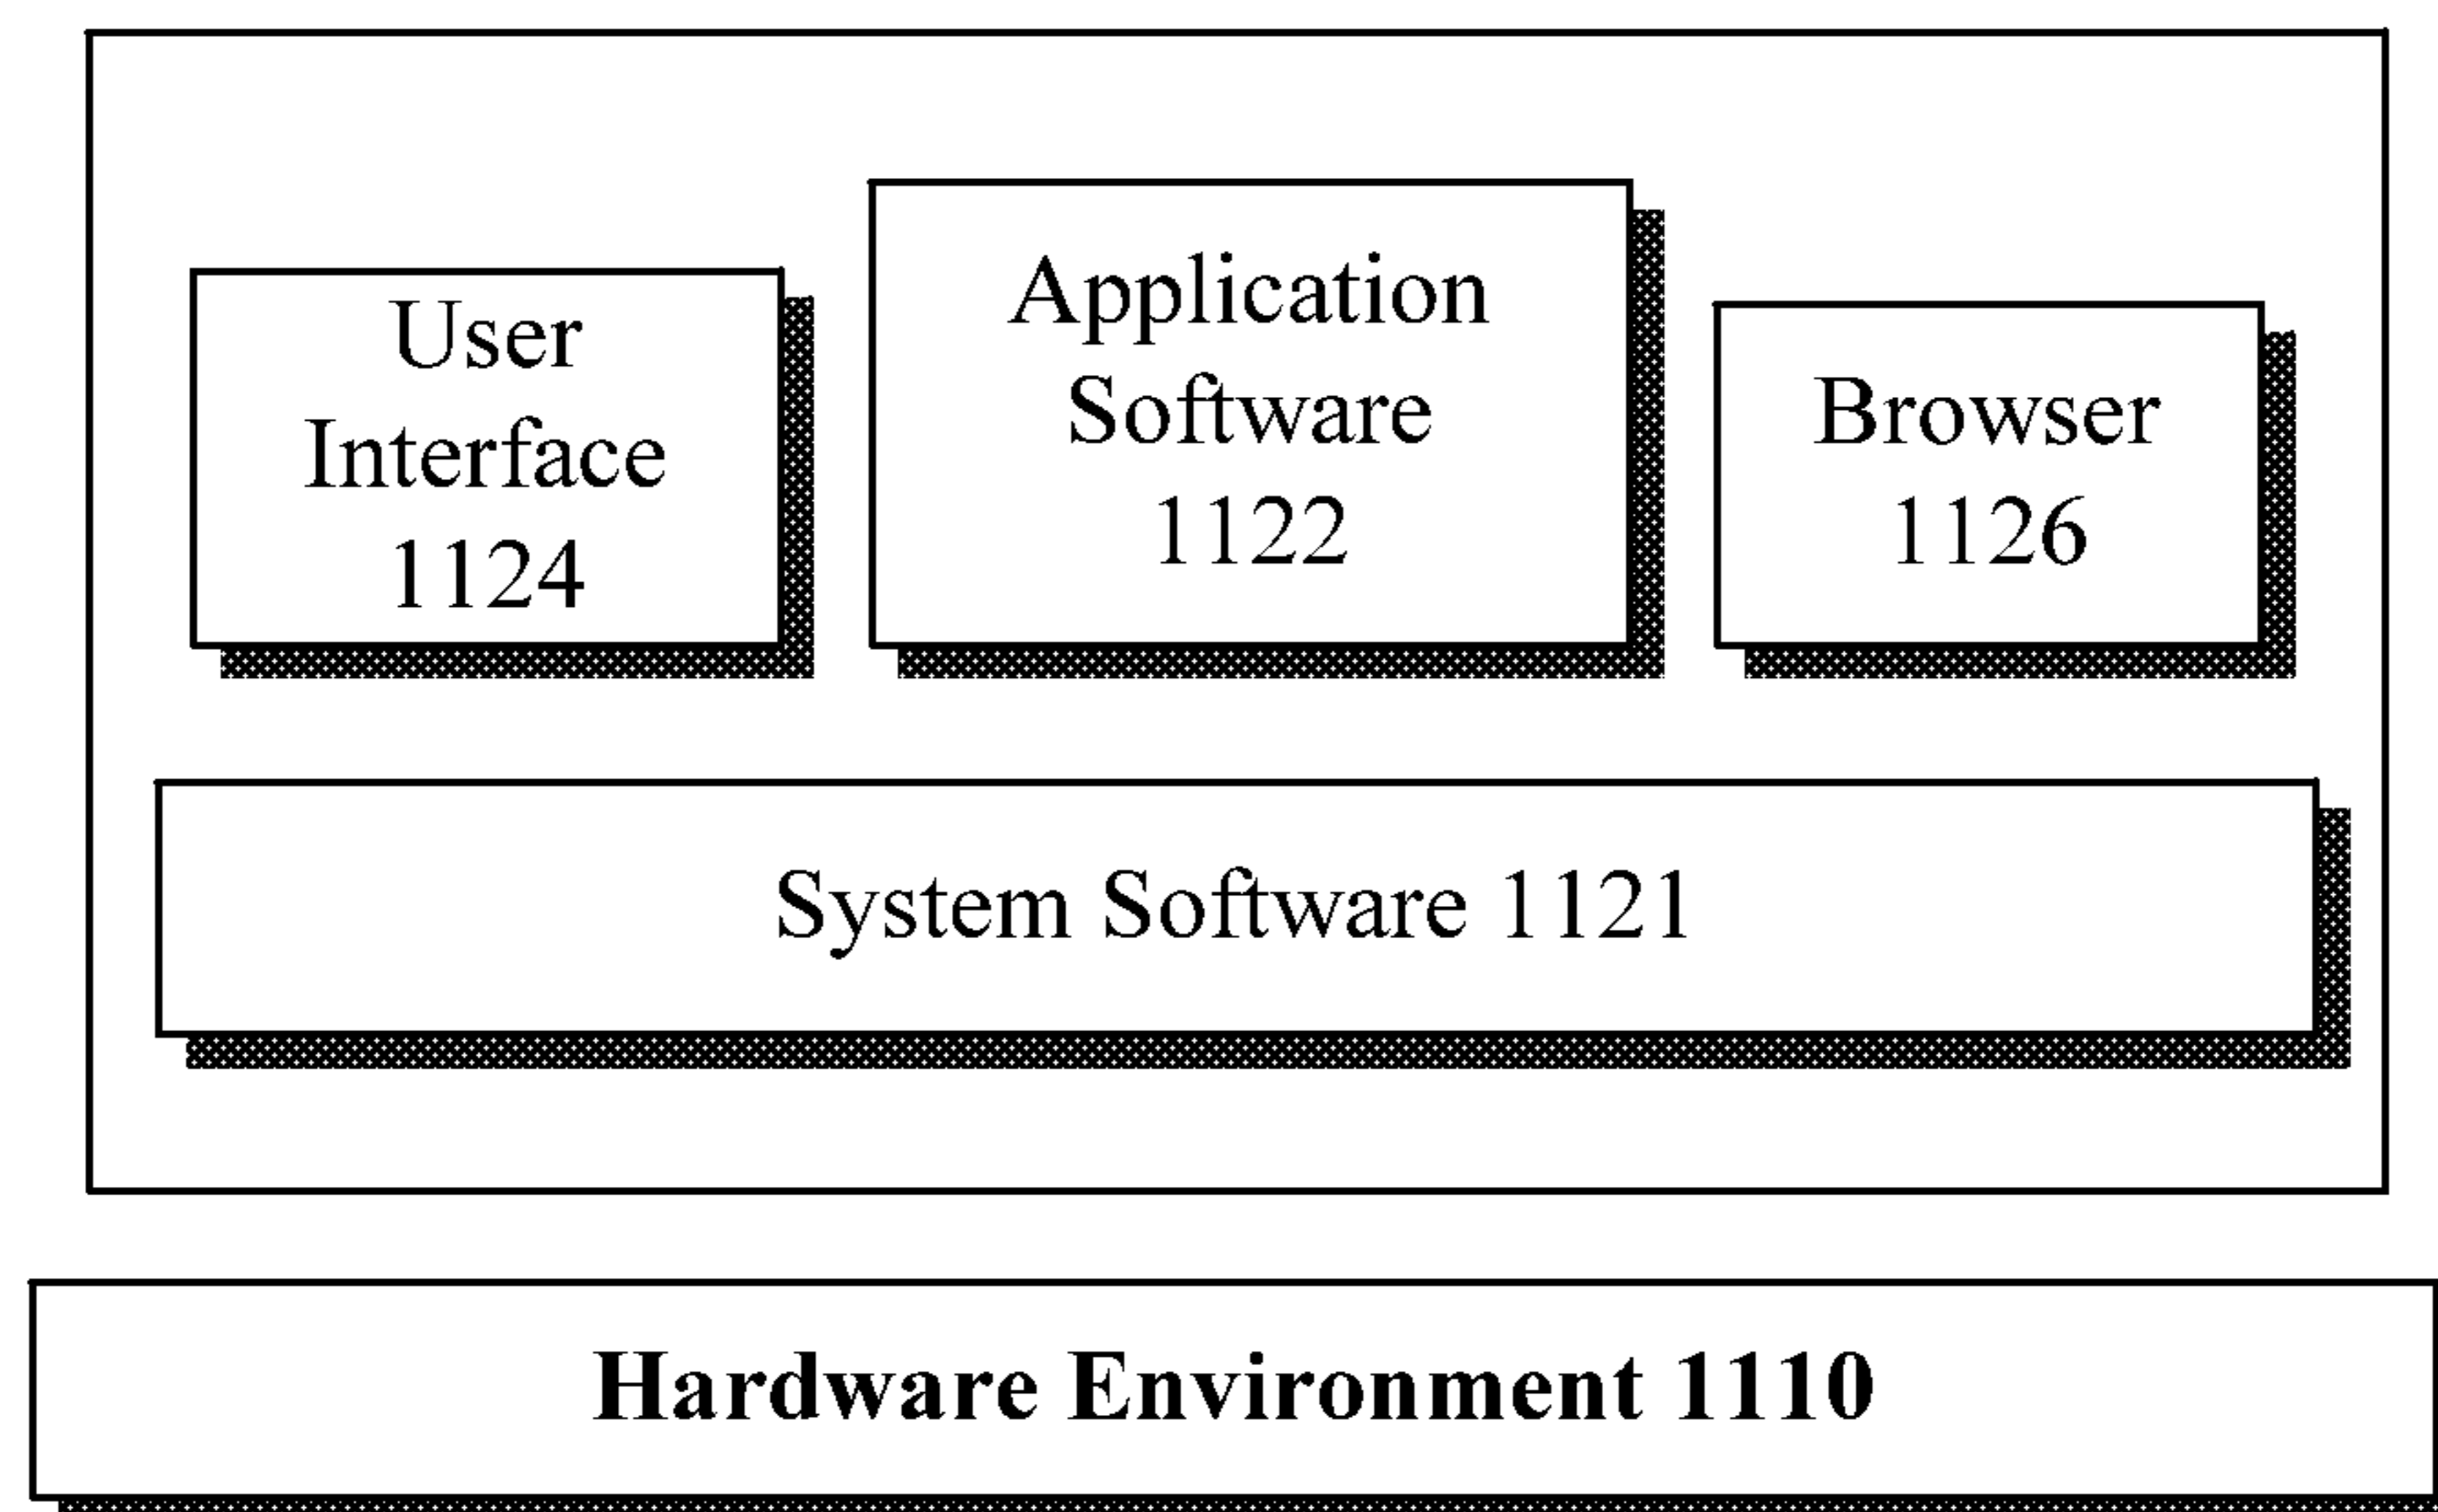 User
Interface
1124
Application
Software
1122
Browser
1126
System Software 1121
Hardware Environment 1110